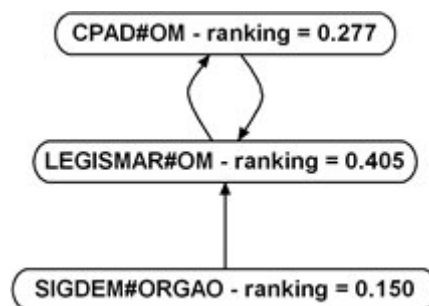 CPAD#OM - ranking = 0.277
LEGISMAR#OM - ranking = 0.405
SIGDEM#ORGAO - ranking = 0.150